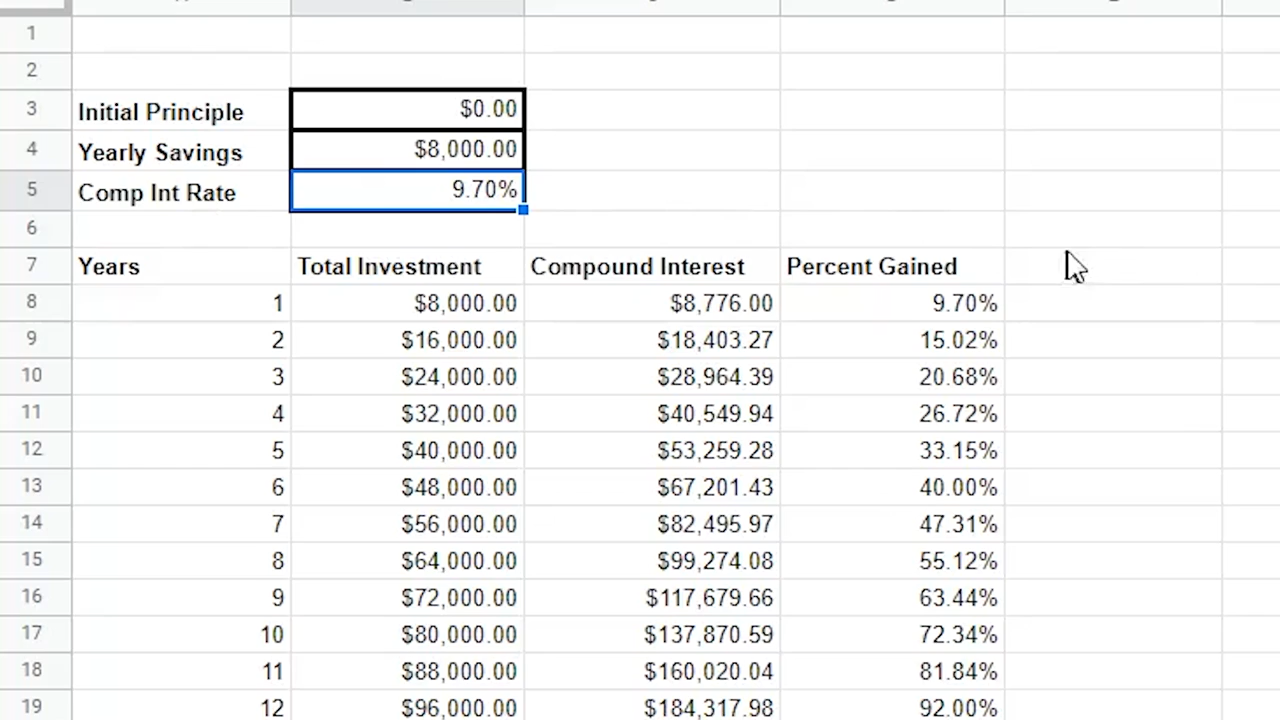 1
2
3 Initial Principle $0.00
4 Yearly Savings $8,000.00
5 Comp Int Rate 9.70%
6
7 Years Total Investment Compound Interest Percent Gained
8 1 $8,000.00 $8,776.00 9.70%
9 2 $16,000.00 $18,403.27 15.02%
10 3 $24,000.00 $28,964.39 20.68%
11 4 $32,000.00 $40,549.94 26.72%
12 5 $40,000.00 $53,259.28 33.15%
13 6 $48,000.00 $67,201.43 40.00%
14 7 $56,000.00 $82,495.97 47.31%
15 8 $64,000.00 $99,274.08 55.12%
16 9 $72,000.00 $117,679.66 63.44%
17 10 $80,000.00 $137,870.59 72.34%
18 11 $88,000.00 $160,020.04 81.84%
19 12 $96,000.00 $184,317.98 92.00%